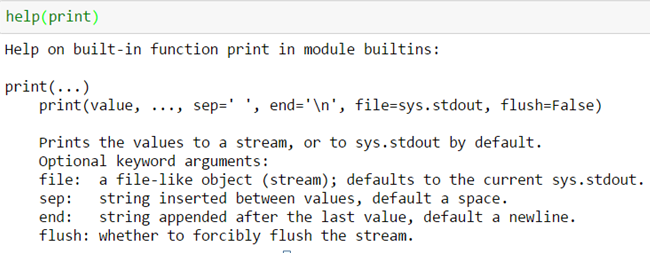 help(print)
Help on built-in function print in module builtins:
print(...)
print(value, ..., sep=' ', end='\n', file=sys.stdout, flush=False)
Prints the values to a stream, or to sys.stdout by default.
Optional keyword arguments:
file:  a file-like object (stream); defaults to the current sys.stdout.
sep:   string inserted between values, default a space.
end:   string appended after the last value, default a newline.
flush: whether to forcibly flush the stream.